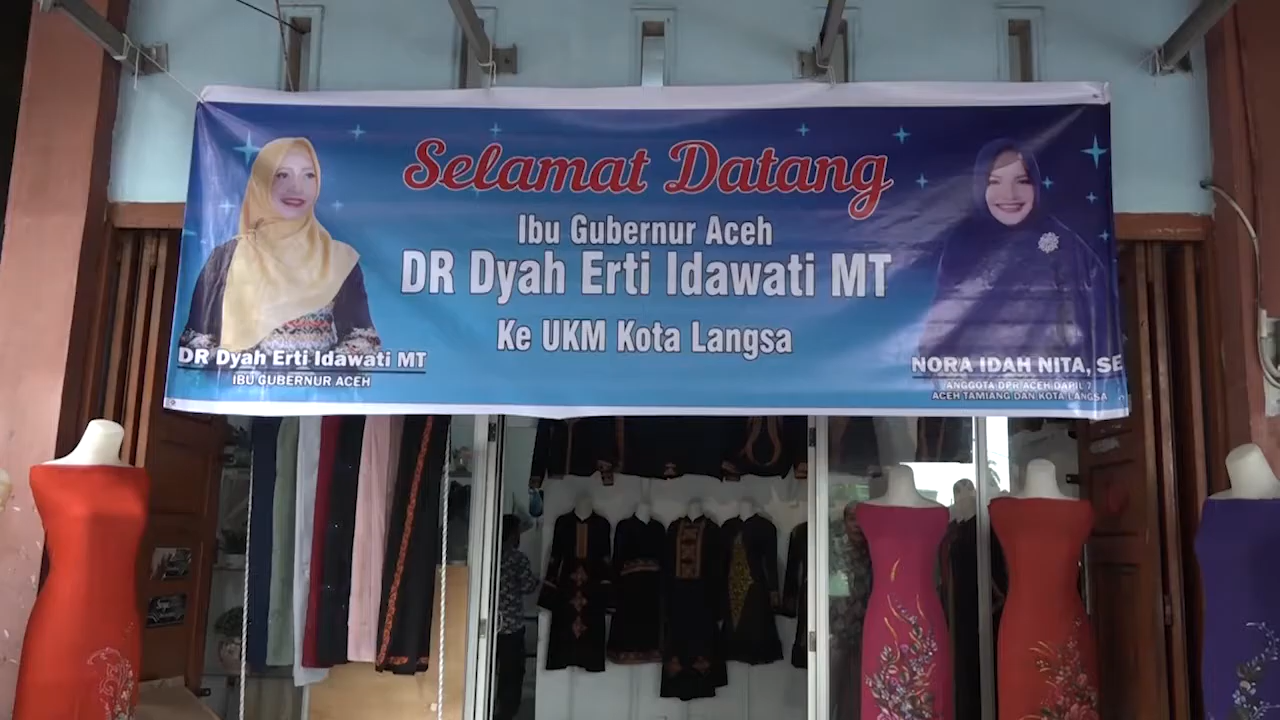 Selamat Datang
Ibu Gubernur Aceh
DR Dyah Erti Idawati MT
Ke UKM Kota Langsa
DR Dyah Erti Idawati MT
IBU GUBERNUR ACEH
NORA IDAH NITA, SE
ANGGOTA DPR ACEH DAPIL 7
ACEH TAMIANG DAN KOTA LANGSA